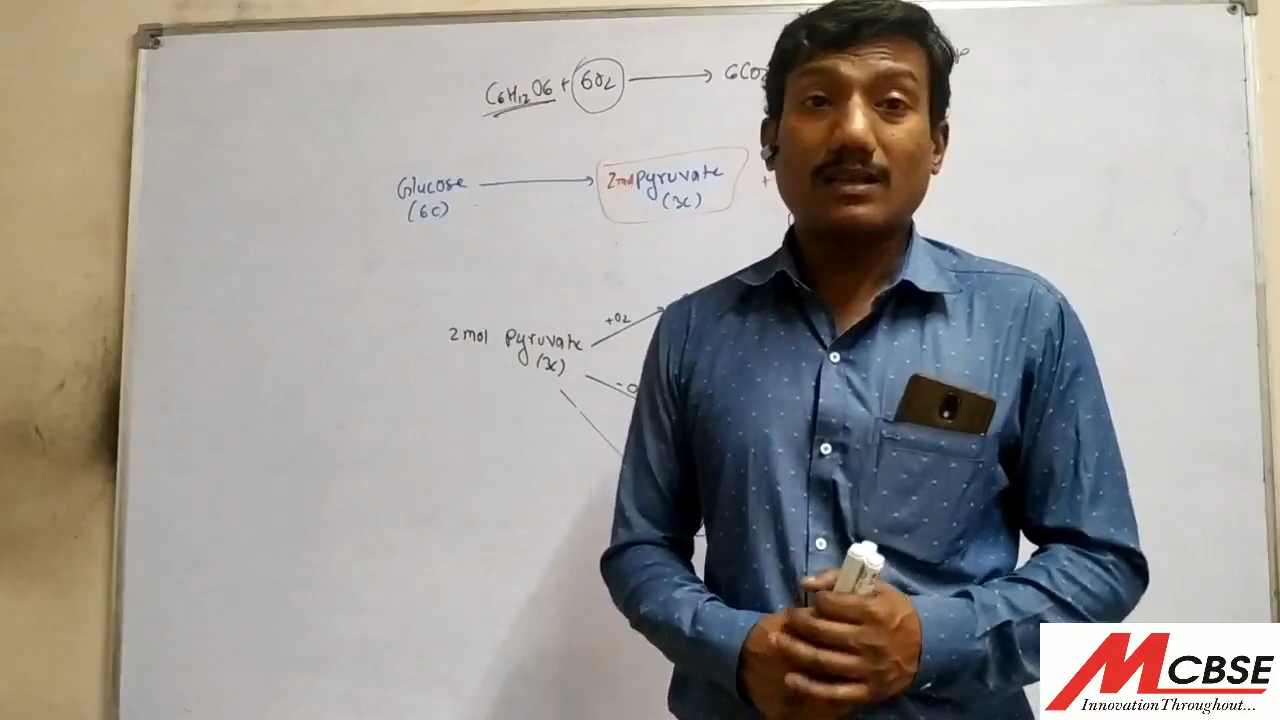 C6H12O6 + 6O2 → 6CO2
Glucose → 2mol Pyruvate +
(6C) (3C)
+O2
2mol Pyruvate
(3C)
MCBSE
Innovation Throughout...